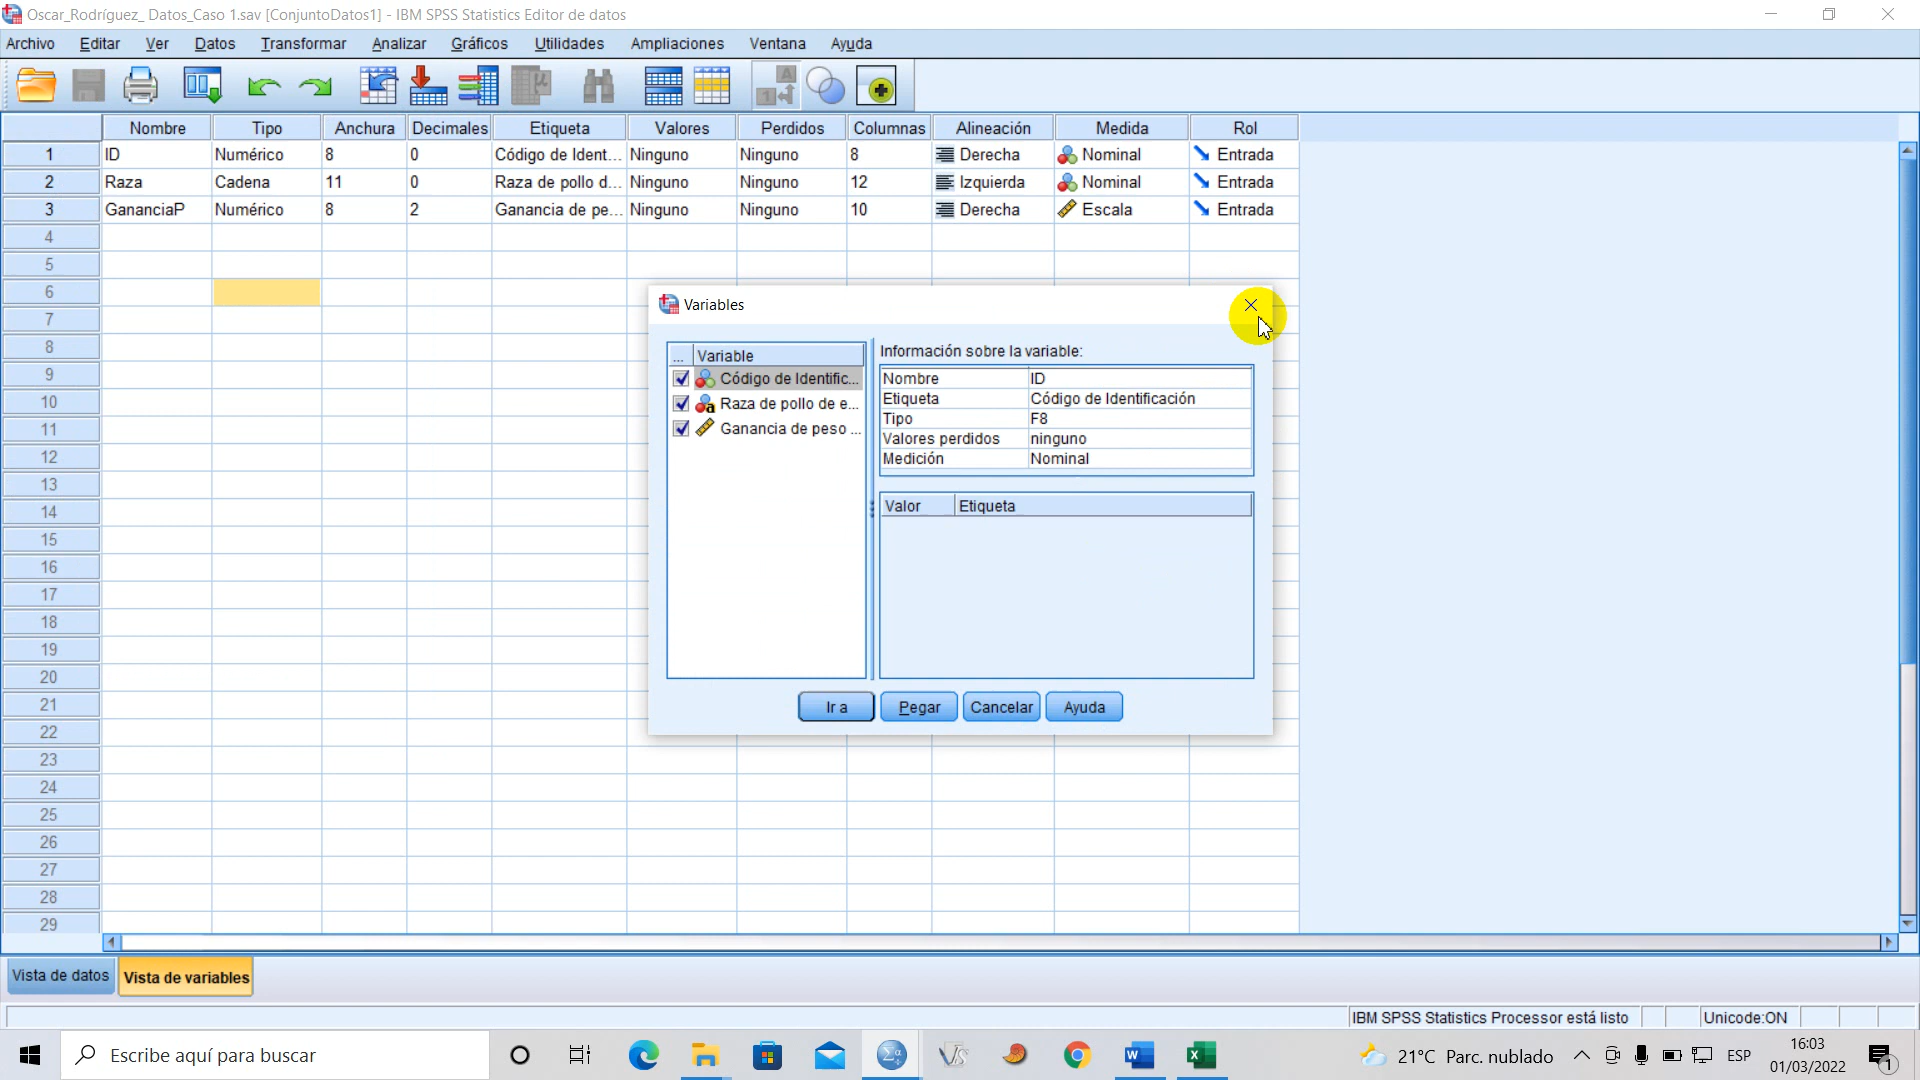 Oscar_Rodríguez_ Datos_Caso 1.sav [ConjuntoDatos1] - IBM SPSS Statistics Editor de datos
Archivo Editar Ver Datos Transformar Analizar Gráficos Utilidades Ampliaciones Ventana Ayuda
Nombre Tipo Anchura Decimales Etiqueta Valores Perdidos Columnas Alineación Medida Rol
1 ID Numérico 8 0 Código de Ident... Ninguno Ninguno 8 Derecha Nominal Entrada
2 Raza Cadena 11 0 Raza de pollo d... Ninguno Ninguno 12 Izquierda Nominal Entrada
3 GananciaP Numérico 8 2 Ganancia de pe... Ninguno Ninguno 10 Derecha Escala Entrada
4
5
6
7
8
9
10
11
12
13
14
15
16
17
18
19
20
21
22
23
24
25
26
27
28
29
Variables
... Variable
Código de Identific...
Raza de pollo de e...
Ganancia de peso ...
Información sobre la variable:
Nombre ID
Etiqueta Código de Identificación
Tipo F8
Valores perdidos ninguno
Medición Nominal
Valor Etiqueta
Ir a Pegar Cancelar Ayuda
Vista de datos Vista de variables
IBM SPSS Statistics Processor está listo Unicode:ON
Escribe aquí para buscar
21°C Parc. nublado ESP
16:03
01/03/2022
1